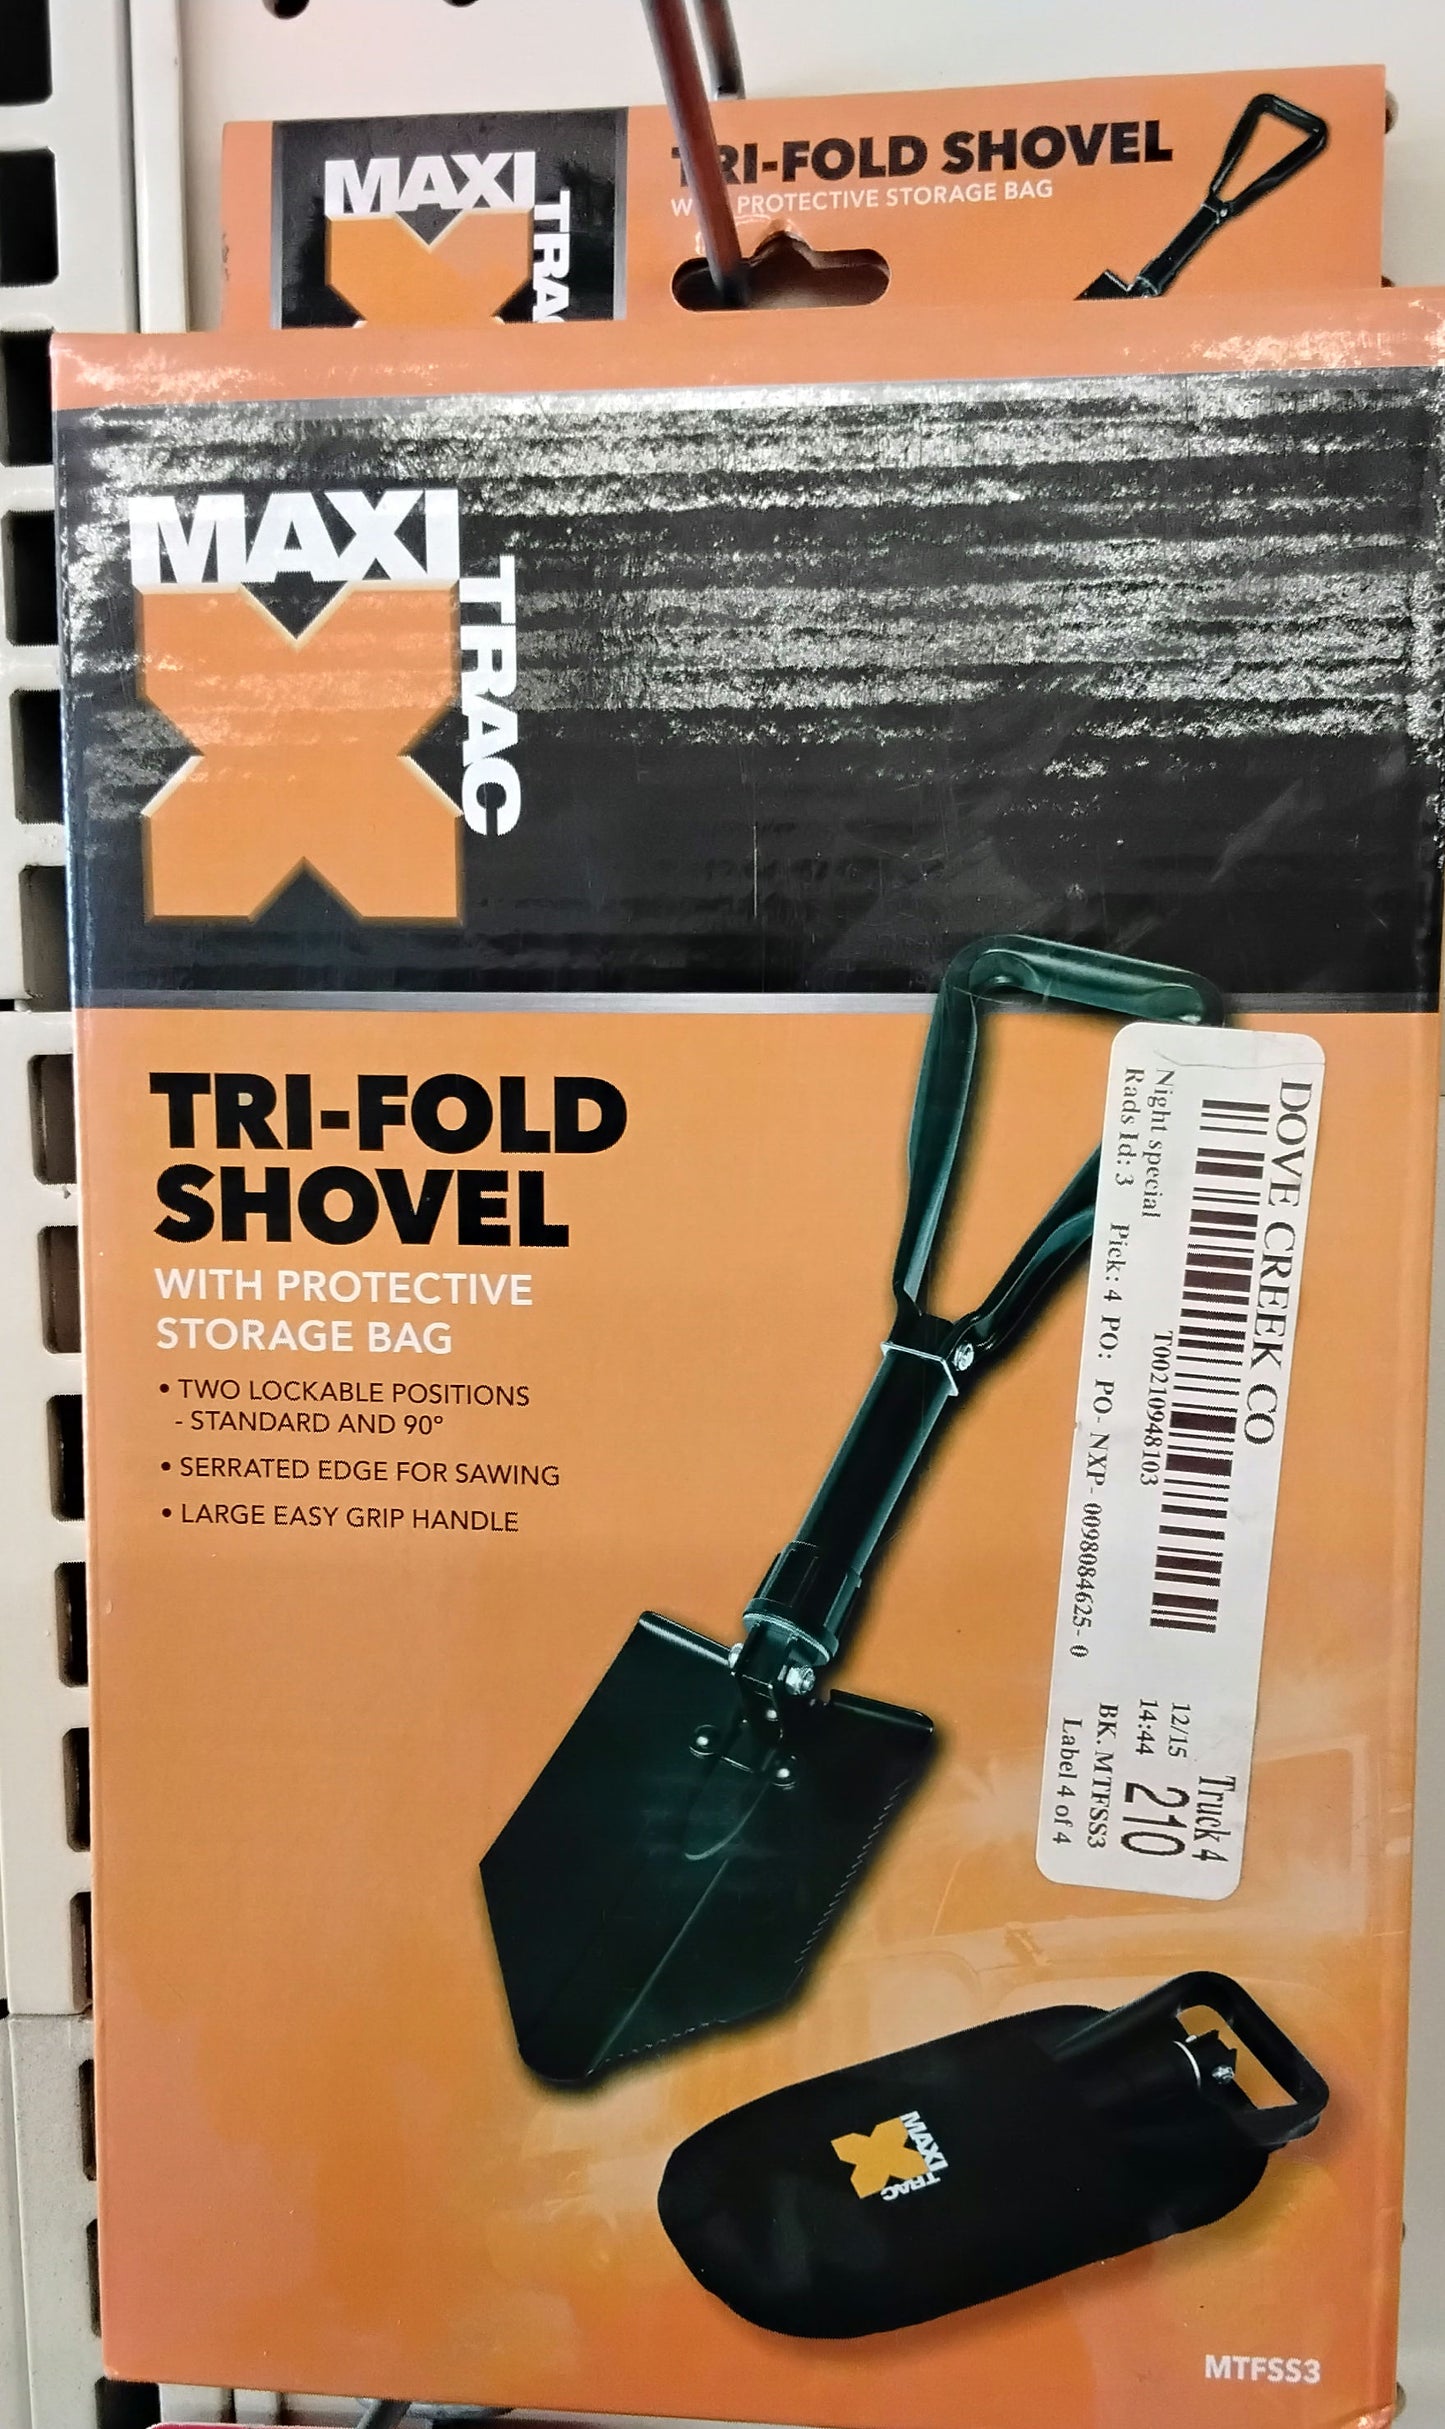 MAXI
TRAC
TRI-FOLD SHOVEL
PROTECTIVE STORAGE BAG
MAXI
TRAC
TRI-FOLD
SHOVEL
WITH PROTECTIVE
STORAGE BAG
• TWO LOCKABLE POSITIONS
- STANDARD AND 90°
• SERRATED EDGE FOR SAWING
• LARGE EASY GRIP HANDLE
DOVE CREEK CO
Truck 4
T00210948103
12/15
210
Night special
14:44
Rads Id: 3 Pick: 4 PO: PO- NXP- 0098084625- 0
BK. MTFSS3
Label 4 of 4
MAXI
TRAC
MTFSS3